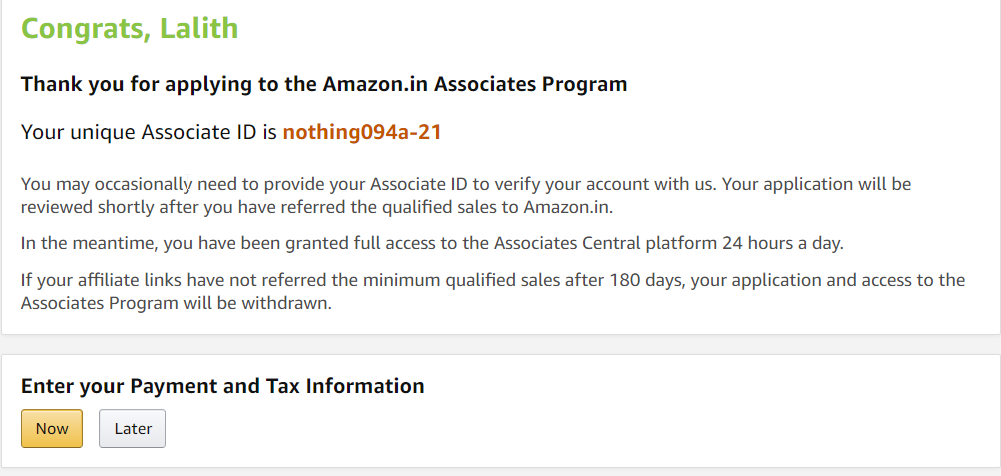 Congrats, Lalith
Thank you for applying to the Amazon.in Associates Program
Your unique Associate ID is nothing094a-21
You may occasionally need to provide your Associate ID to verify your account with us. Your application will be
reviewed shortly after you have referred the qualified sales to Amazon.in.
In the meantime, you have been granted full access to the Associates Central platform 24 hours a day.
If your affiliate links have not referred the minimum qualified sales after 180 days, your application and access to the
Associates Program will be withdrawn.
Enter your Payment and Tax Information
Now Later